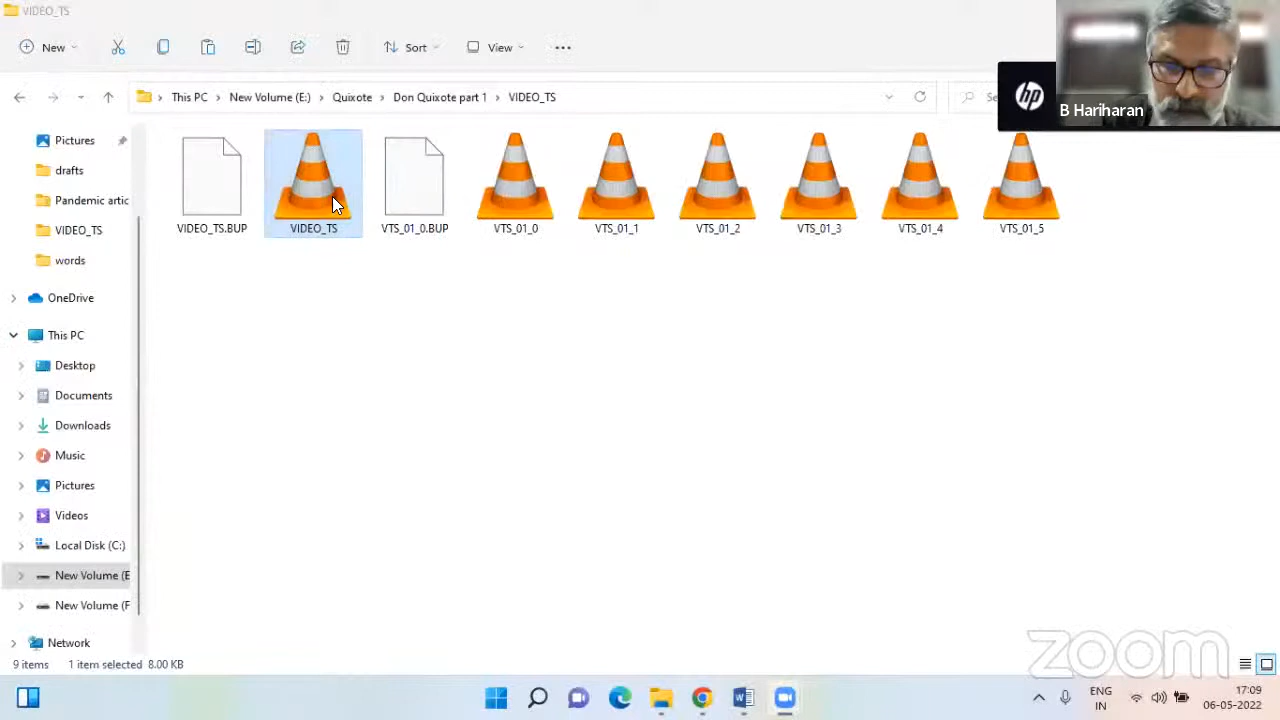 VIDEO_TS
New
Sort
View
This PC > New Volume (E:) > Quixote > Don Quixote part 1 > VIDEO_TS
hp
B Hariharan
Pictures
drafts
Pandemic artic
VIDEO_TS
words
OneDrive
This PC
Desktop
Documents
Downloads
Music
Pictures
Videos
Local Disk (C:)
New Volume (E
New Volume (F
Network
VIDEO_TS.BUP
VIDEO_TS
VTS_01_0.BUP
VTS_01_0
VTS_01_1
VTS_01_2
VTS_01_3
VTS_01_4
VTS_01_5
9 items
1 item selected 8.00 KB
zoom
ENG
IN
17:09
06-05-2022